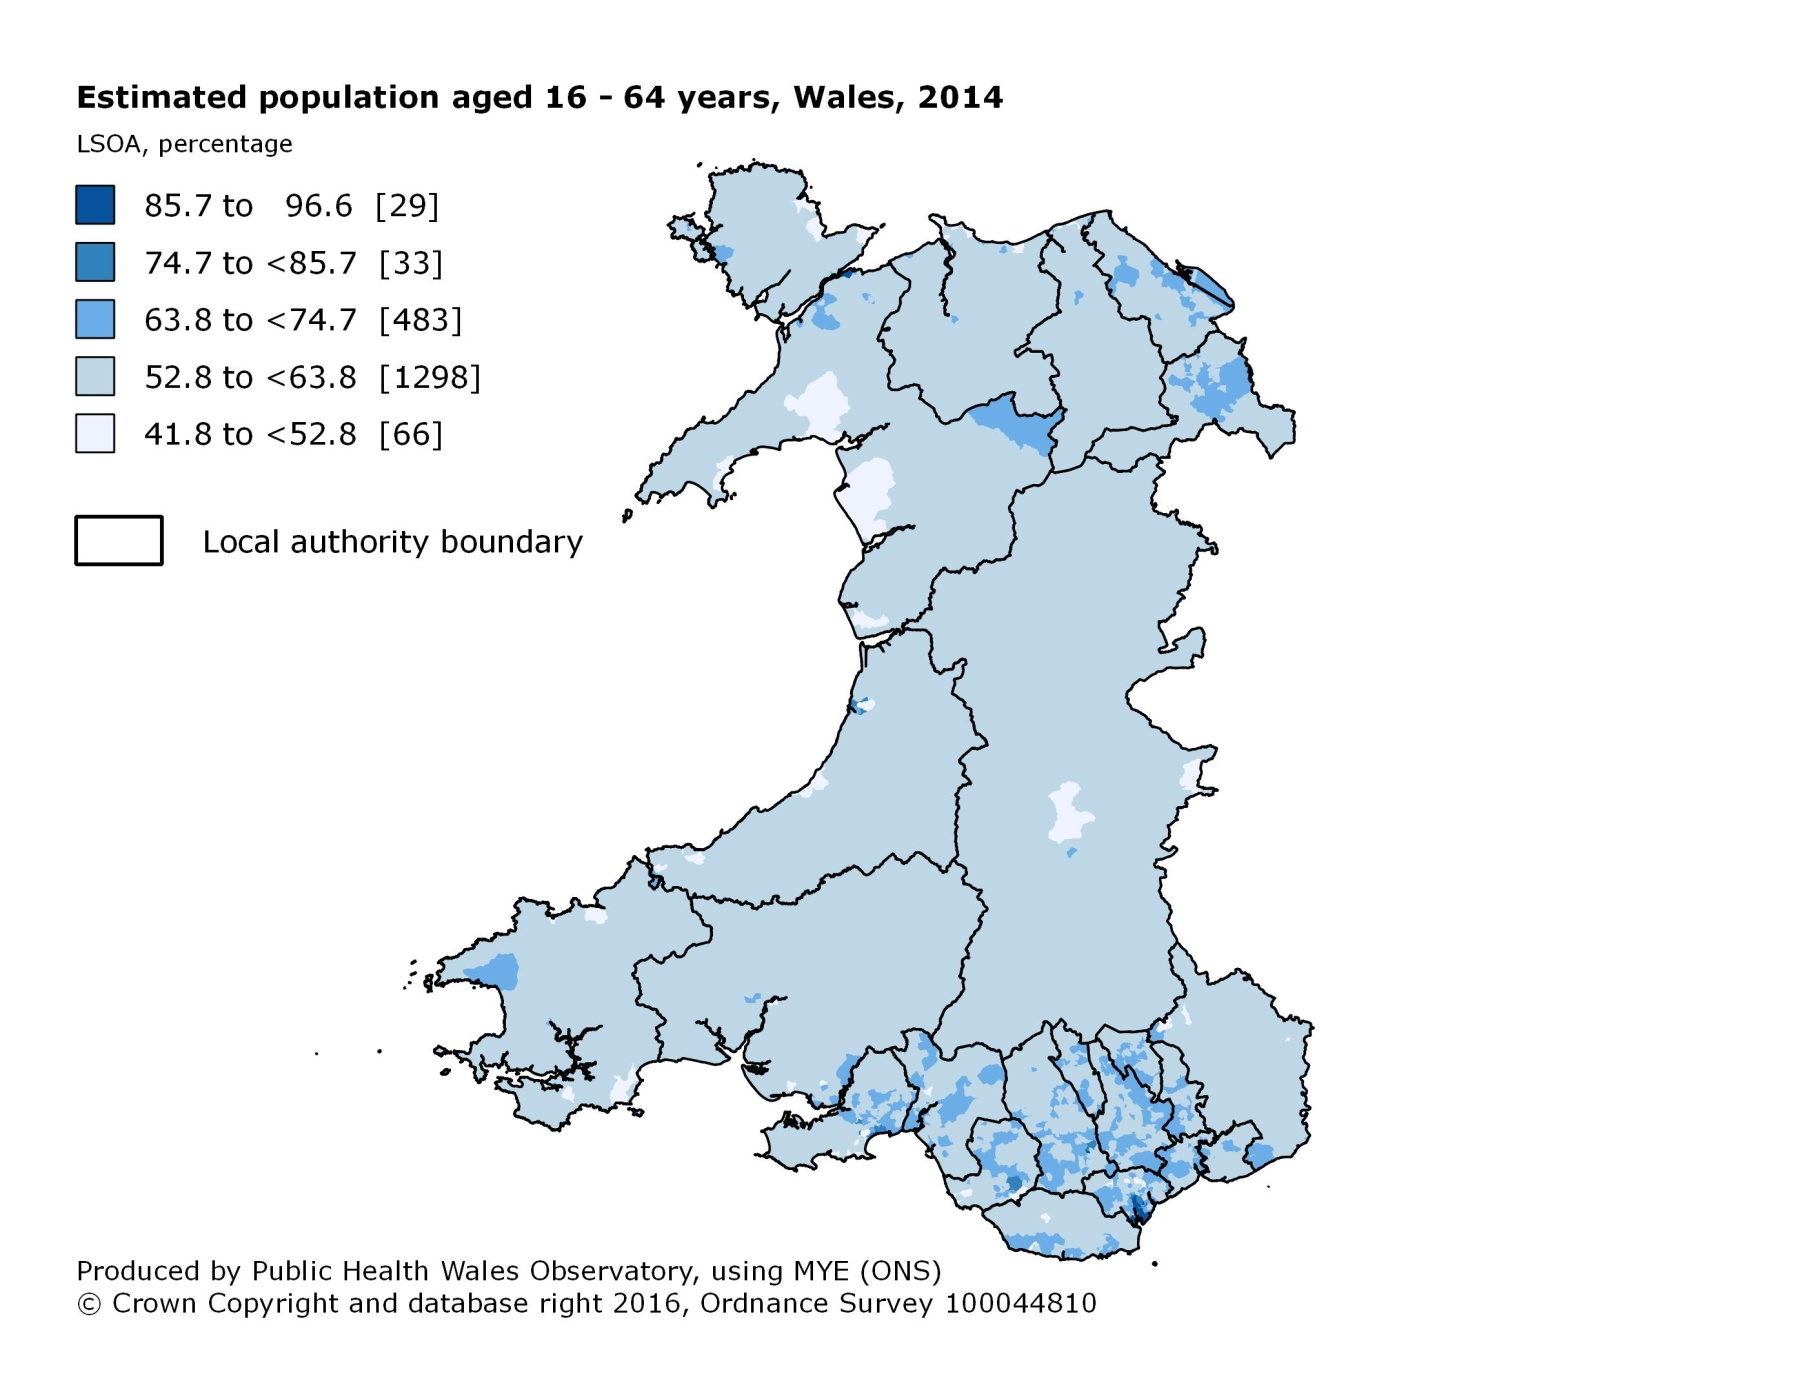 Estimated population aged 16 - 64 years, Wales, 2014
LSOA, percentage
85.7 to 96.6 [29]
74.7 to <85.7 [33]
63.8 to <74.7 [483]
52.8 to <63.8 [1298]
41.8 to <52.8 [66]
Local authority boundary
Produced by Public Health Wales Observatory, using MYE (ONS)
© Crown Copyright and database right 2016, Ordnance Survey 100044810